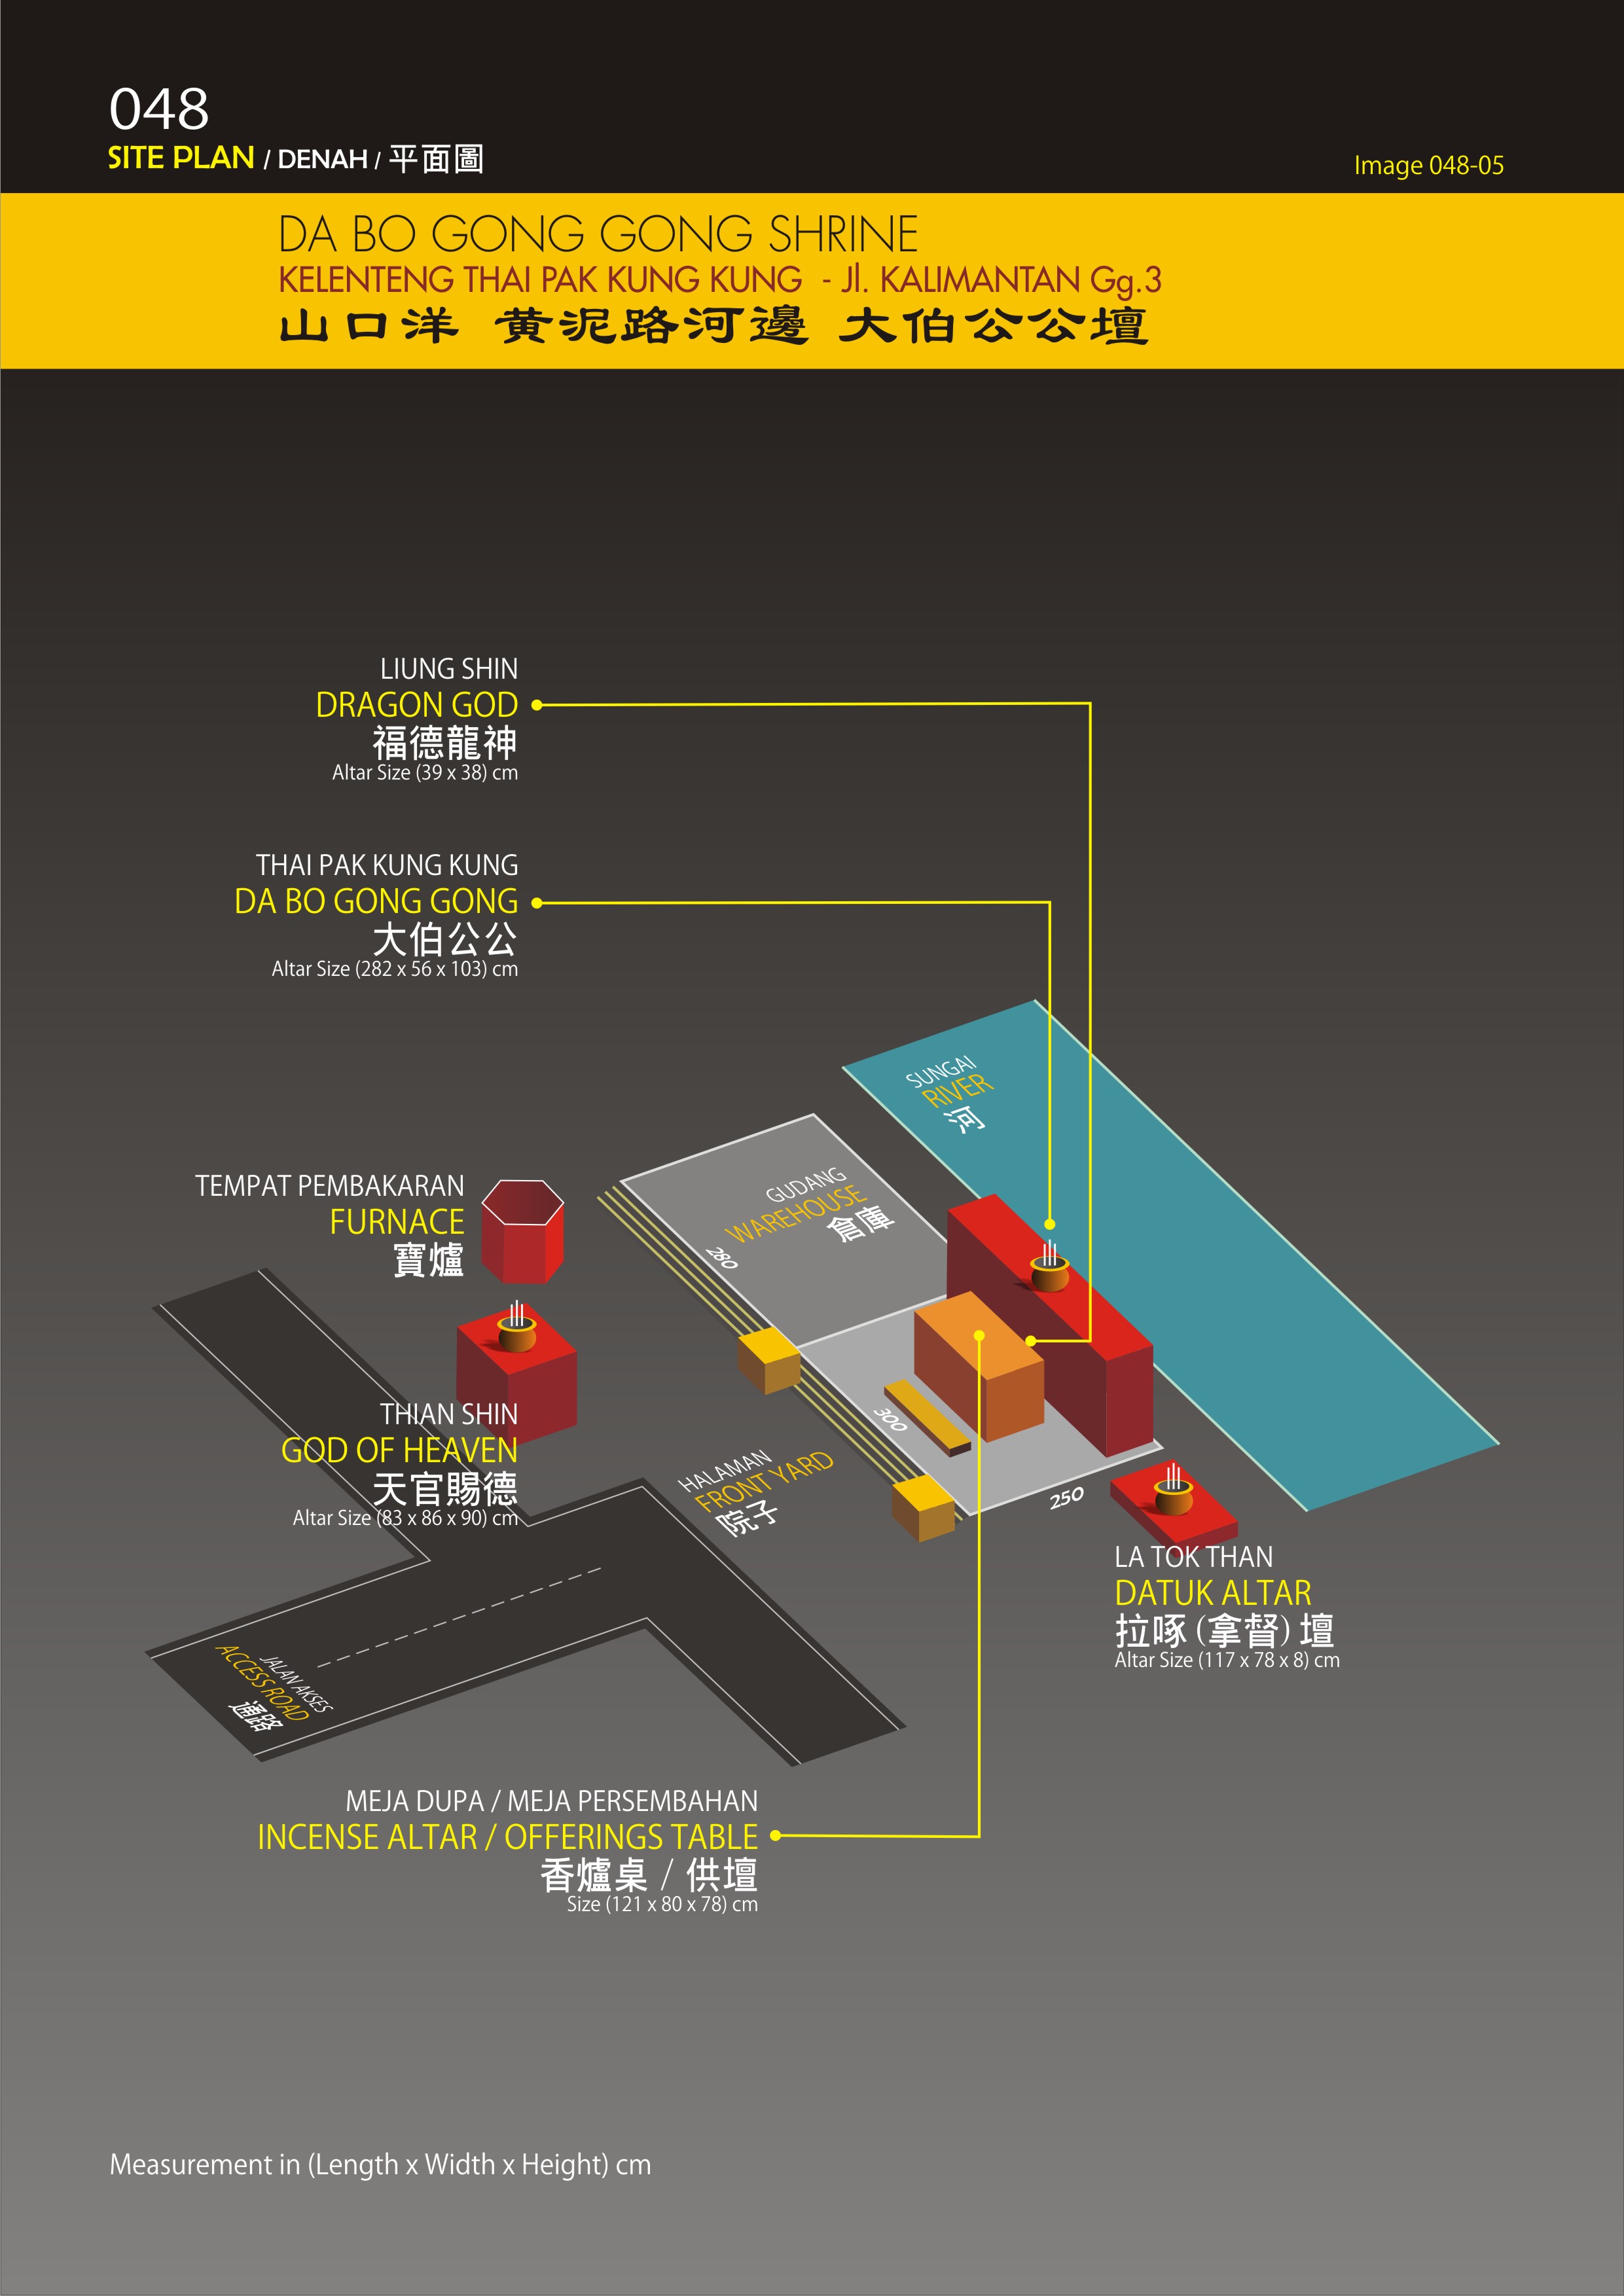 048
SITE PLAN / DENAH / 平面圖
Image 048-05
DA BO GONG GONG SHRINE
KELENTENG THAI PAK KUNG KUNG - Jl. KALIMANTAN Gg.3
山口洋 黄泥路河邊 大伯公公壇
LIUNG SHIN
DRAGON GOD
福德龍神
Altar Size (39 x 38) cm
THAI PAK KUNG KUNG
DA BO GONG GONG
大伯公公
Altar Size (282 x 56 x 103) cm
SUNGAI
RIVER
河
GUDANG
WAREHOUSE
倉庫
280
TEMPAT PEMBAKARAN
FURNACE
寶爐
THIAN SHIN
GOD OF HEAVEN
天官賜德
Altar Size (83 x 86 x 90) cm
300
HALAMAN
FRONT YARD
院子
250
LA TOK THAN
DATUK ALTAR
拉啄(拿督)壇
Altar Size (117 x 78 x 8) cm
JALAN AKSES
ACCESS ROAD
通路
MEJA DUPA / MEJA PERSEMBAHAN
INCENSE ALTAR / OFFERINGS TABLE
香爐桌 / 供壇
Size (121 x 80 x 78) cm
Measurement in (Length x Width x Height) cm